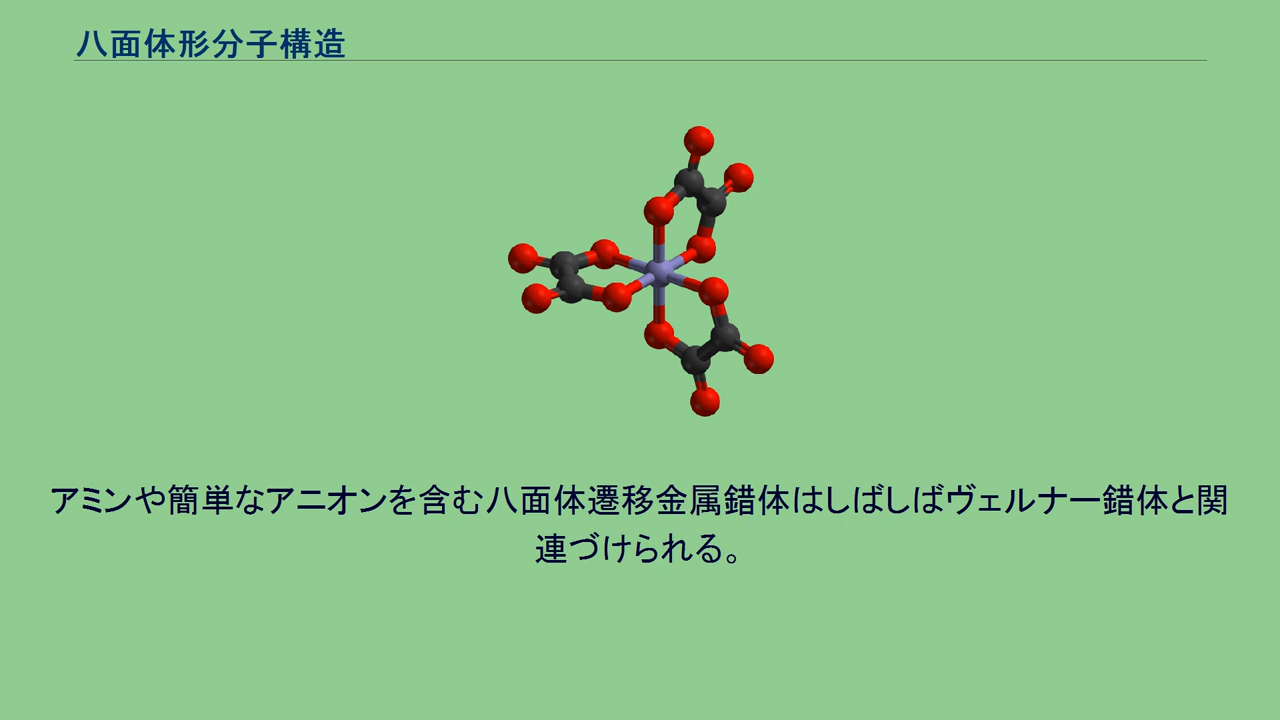 八面体形分子構造
アミンや簡単なアニオンを含む八面体遷移金属錯体はしばしばヴェルナー錯体と関
連づけられる。